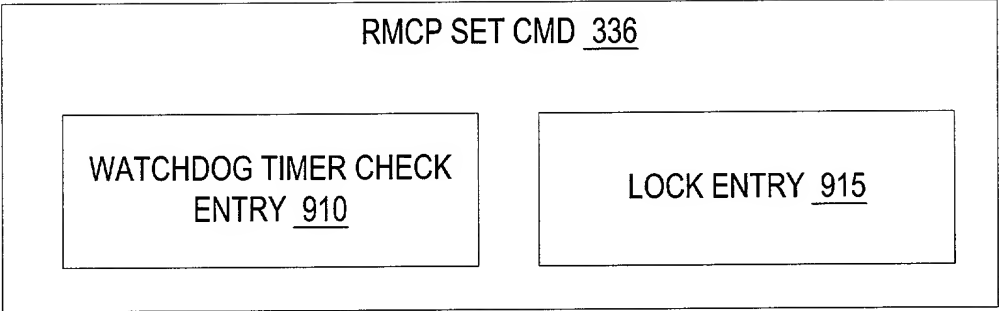 RMCP SET CMD 336
WATCHDOG TIMER CHECK
ENTRY 910
LOCK ENTRY 915